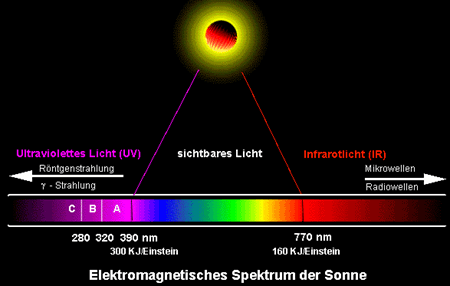 Ultraviolettes Licht (UV)
sichtbares Licht
Infrarotlicht (IR)
Röntgenstrahlung
γ - Strahlung
Mikrowellen
Radiowellen
C B A
280 320 390 nm
770 nm
300 KJ/Einstein
160 KJ/Einstein
Elektromagnetisches Spektrum der Sonne